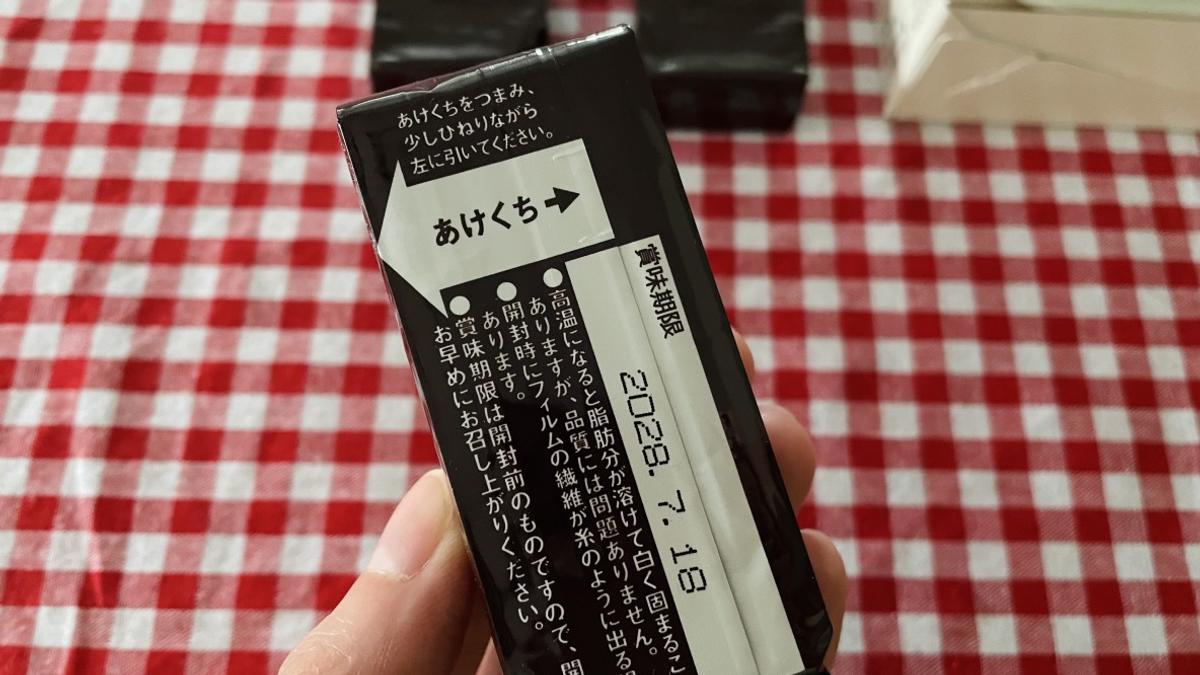 あけくちをつまみ、
少しひねりながら
左に引いてください。
あけくち→
賞味期限
2028. 7. 18
●高温になると脂肪分が溶けて白く固まるこ
ありますが、品質には問題ありません。
●開封時にフィルムの繊維が糸のように出る
あります。
●賞味期限は開封前のものですので、開
お早めにお召し上がりください。